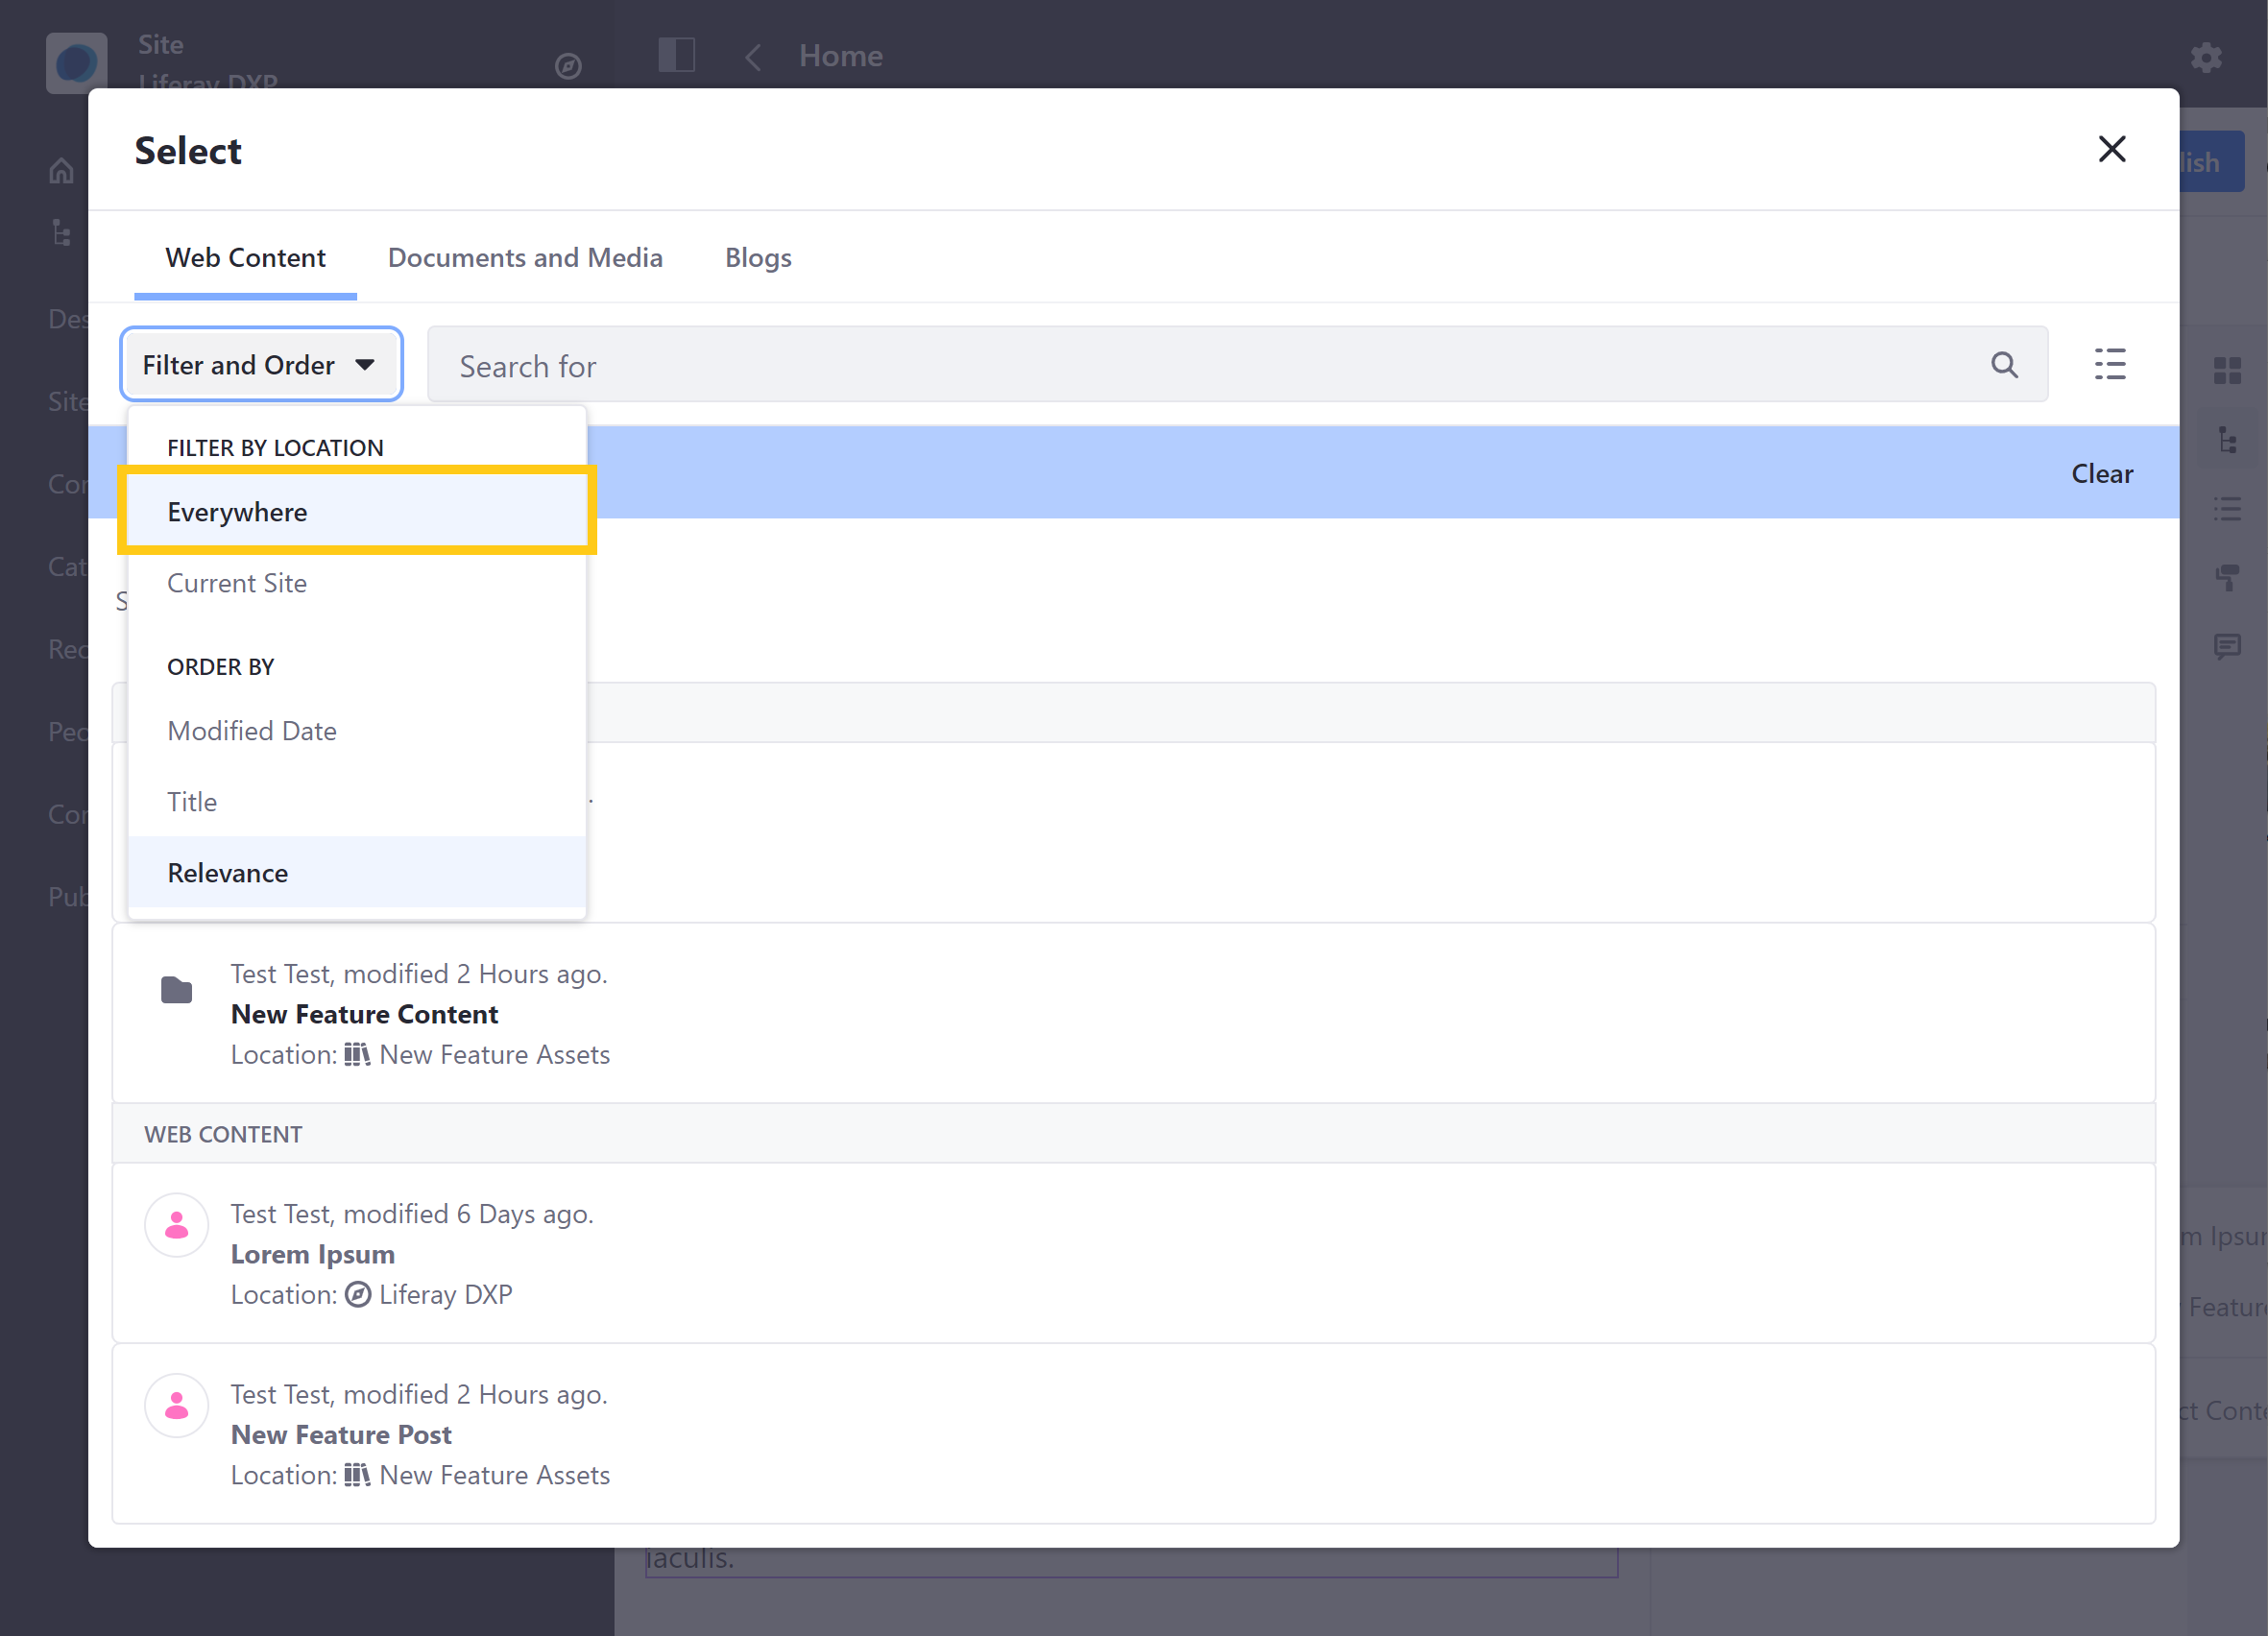 Site
Liferay DXP
Home
Select
Web Content
Documents and Media
Blogs
Filter and Order
Search for
FILTER BY LOCATION
Everywhere
Clear
Current Site
ORDER BY
Modified Date
Title
Relevance
Test Test, modified 2 Hours ago.
New Feature Content
Location: New Feature Assets
WEB CONTENT
Test Test, modified 6 Days ago.
Lorem Ipsum
Location: Liferay DXP
Test Test, modified 2 Hours ago.
New Feature Post
Location: New Feature Assets
iaculis.